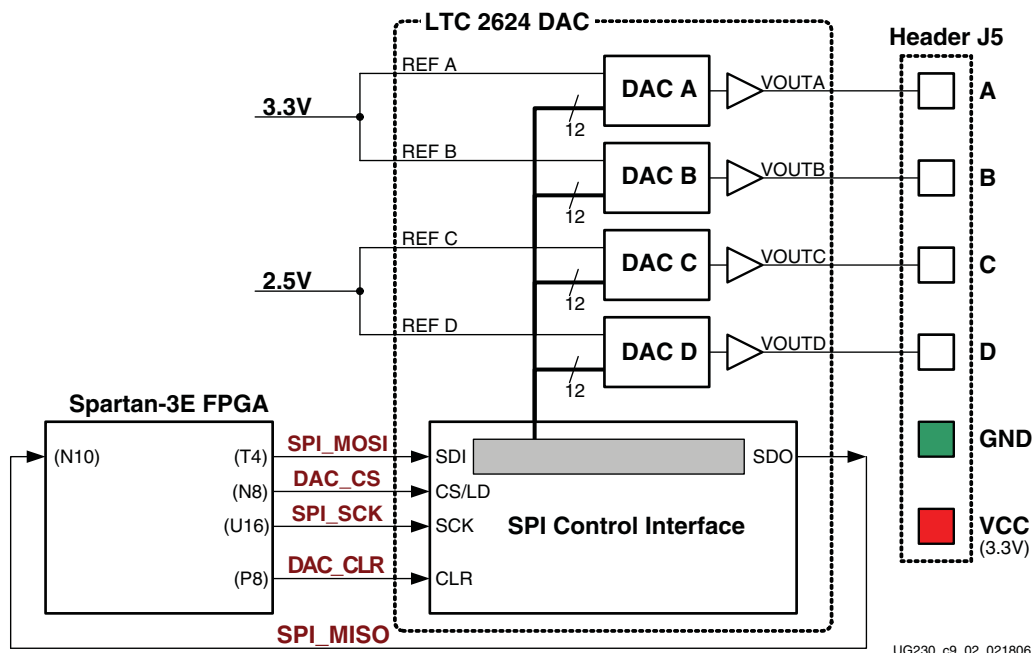 LTC 2624 DAC
Header J5
REF A
DAC A
VOUTA
A
3.3V
12
REF B
DAC B
VOUTB
B
12
REF C
DAC C
VOUTC
C
2.5V
12
REF D
DAC D
VOUTD
D
12
Spartan-3E FPGA
(N10)
(T4)
SPI_MOSI
SDI
SDO
GND
(N8)
DAC_CS
CS/LD
(U16)
SPI_SCK
SCK
SPI Control Interface
VCC
(3.3V)
(P8)
DAC_CLR
CLR
SPI_MISO
UG230_c9_02_021806